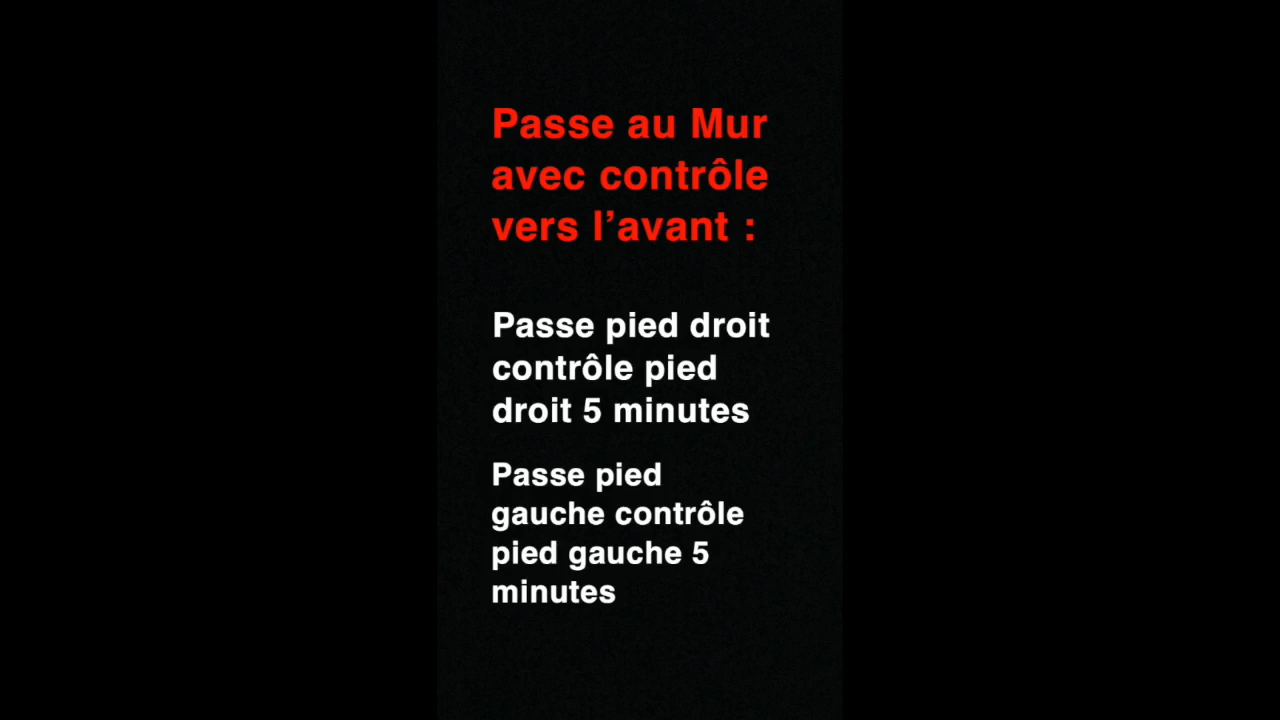 Passe au Mur
avec contrôle
vers l’avant :
Passe pied droit
contrôle pied
droit 5 minutes
Passe pied
gauche contrôle
pied gauche 5
minutes